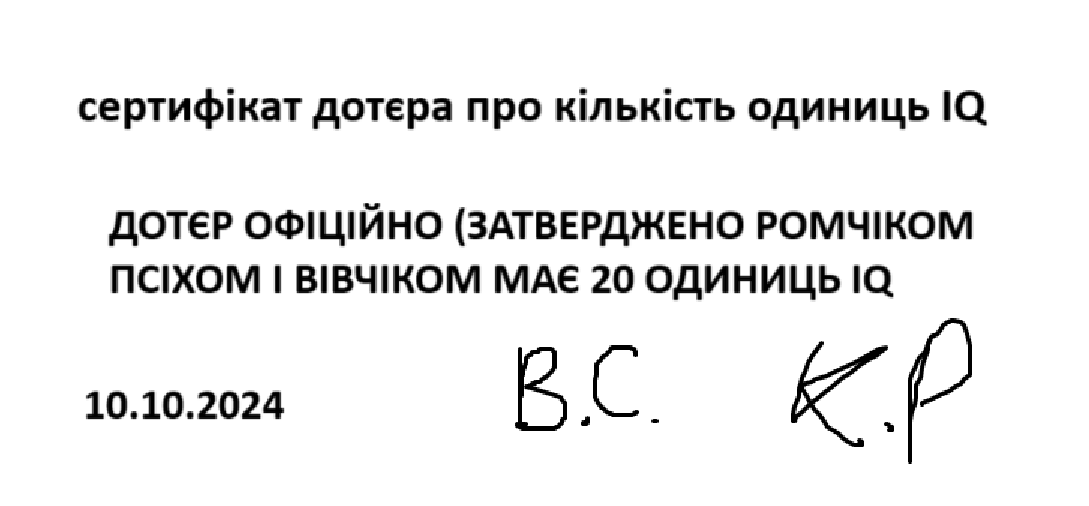 сертифікат дотєра про кількість одиниць IQ
ДОТЄР ОФІЦІЙНО (ЗАТВЕРДЖЕНО РОМЧІКОМ
ПСІХОМ І ВІВЧІКОМ МАЄ 20 ОДИНИЦЬ IQ
10.10.2024 В.С. К.Р